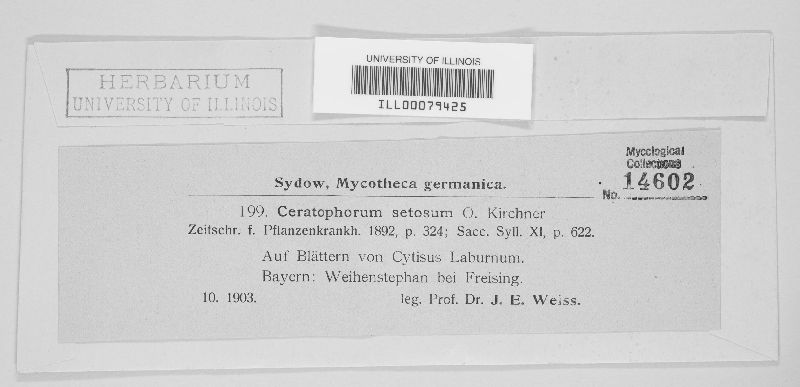 HERBARIUM
UNIVERSITY OF ILLINOIS
UNIVERSITY OF ILLINOIS
ILL00079425
Mycological
Collections
No. 14602
Sydow, Mycotheca germanica.
199. Ceratophorum setosum O. Kirchner
Zeitschr. f. Pflanzenkrankh. 1892, p. 324; Sacc. Syll. XI, p. 622.
Auf Blättern von Cytisus Laburnum.
Bayern: Weihenstephan bei Freising.
10. 1903. leg. Prof. Dr. J. E. Weiss.